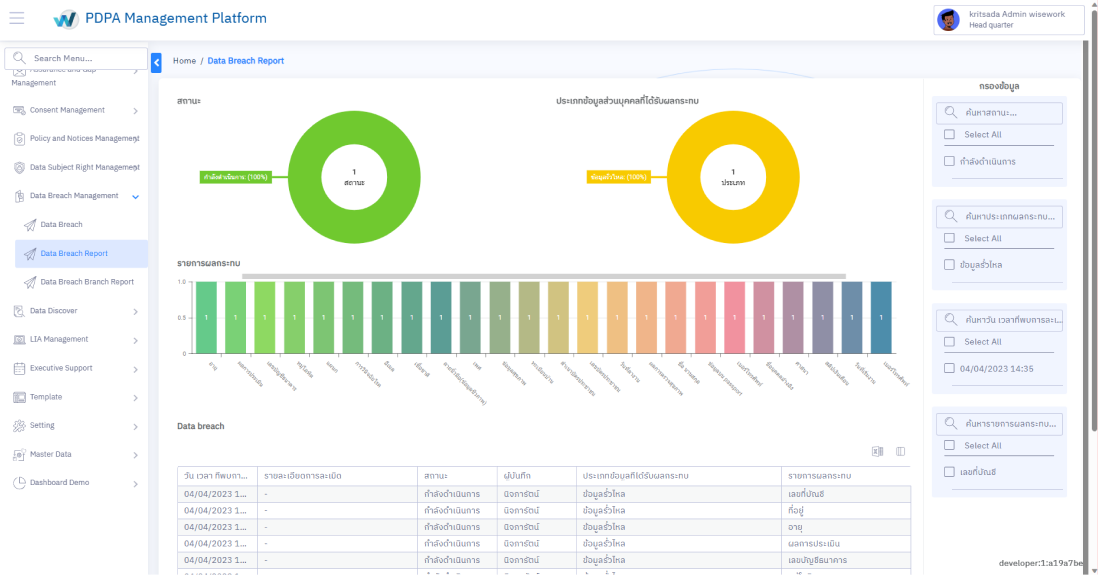 PDPA Management Platform
kritsada Admin wisework
Head quarter
Search Menu...
Management
Consent Management
Policy and Notices Management
Data Subject Right Management
Data Breach Management
Data Breach
Data Breach Report
Data Breach Branch Report
Data Discover
LIA Management
Executive Support
Template
Setting
Master Data
Dashboard Demo
Home / Data Breach Report
สถานะ
กำลังดำเนินการ: (100%)
1
สถานะ
ประเภทข้อมูลส่วนบุคคลที่ได้รับผลกระทบ
ข้อมูลรั่วไหล: (100%)
1
ประเภท
รายการผลกระทบ
1.0
0.5
0
1 1 1 1 1 1 1 1 1 1 1 1 1 1 1 1 1 1 1 1 1 1 1 1
อายุ
Data breach
วัน เวลา ที่พบกา... รายละเอียดการละเมิด สถานะ ผู้บันทึก ประเภทข้อมูลที่ได้รับผลกระทบ รายการผลกระทบ
04/04/2023 1... - กำลังดำเนินการ นิจการัตน์ ข้อมูลรั่วไหล เลขที่บัญชี
04/04/2023 1... - กำลังดำเนินการ นิจการัตน์ ข้อมูลรั่วไหล ที่อยู่
04/04/2023 1... - กำลังดำเนินการ นิจการัตน์ ข้อมูลรั่วไหล อายุ
04/04/2023 1... - กำลังดำเนินการ นิจการัตน์ ข้อมูลรั่วไหล ผลการประเมิน
04/04/2023 1... - กำลังดำเนินการ นิจการัตน์ ข้อมูลรั่วไหล เลขบัญชีธนาคาร
กรองข้อมูล
ค้นหาสถานะ...
Select All
กำลังดำเนินการ
ค้นหาประเภทผลกระทบ...
Select All
ข้อมูลรั่วไหล
ค้นหาวัน เวลาที่พบการละเ...
Select All
04/04/2023 14:35
ค้นหารายการผลกระทบ...
Select All
เลขที่บัญชี
developer:1:a19a7be